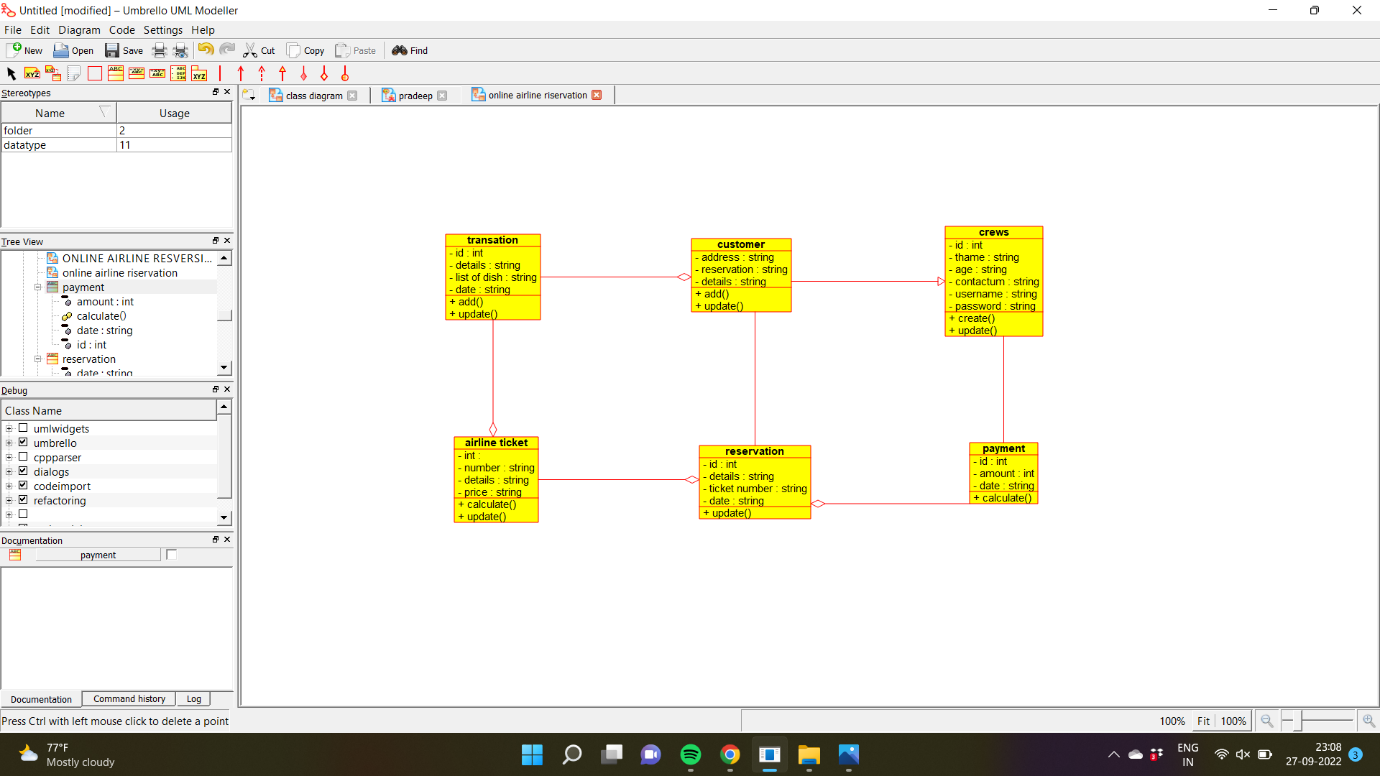 Untitled [modified] – Umbrello UML Modeller
File Edit Diagram Code Settings Help
New Open Save Cut Copy Paste Find
Stereotypes
Name Usage
folder 2
datatype 11
Tree View
ONLINE AIRLINE RESVERSI...
online airline riservation
payment
amount : int
calculate()
date : string
id : int
reservation
date : string
Debug
Class Name
umlwidgets
umbrello
cppparser
dialogs
codeimport
refactoring
Documentation
payment
Documentation Command history Log
Press Ctrl with left mouse click to delete a point
class diagram pradeep online airline riservation
transation
- id : int
- details : string
- list of dish : string
- date : string
+ add()
+ update()
customer
- address : string
- reservation : string
- details : string
+ add()
+ update()
crews
- id : int
- thame : string
- age : string
- contactum : string
- username : string
- password : string
+ create()
+ update()
airline ticket
- int :
- number : string
- details : string
- price : string
+ calculate()
+ update()
reservation
- id : int
- details : string
- ticket number : string
- date : string
+ update()
payment
- id : int
- amount : int
- date : string
+ calculate()
100% Fit 100%
77°F
Mostly cloudy
ENG
IN
23:08
27-09-2022
3